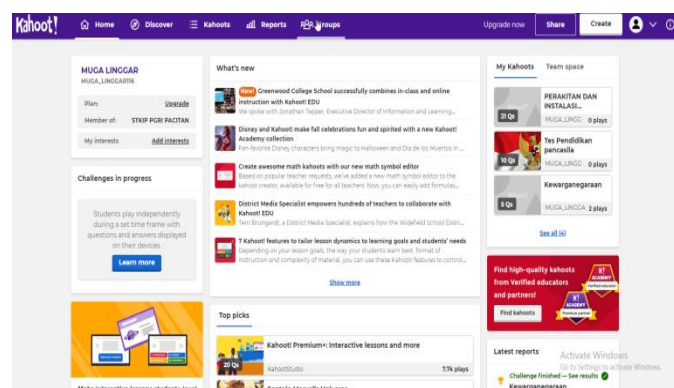 Kahoot!
Home
Discover
Kahoots
Reports
Groups
Upgrade now
Share
Create
MUGA LINGGAR
MUGA_LINGGAR116
Plan: Upgrade
Member of: STKIP PGRI PACITAN
My interests Add interests
Challenges in progress
Students play independently
during a set time frame with
questions and answers displayed
on their devices.
Learn more
What's new
New! Greenwood College School successfully combines in-class and online
instruction with Kahoot! EDU
We spoke with Jonathan Tepper, Executive Director of Information and Learning...
Disney and Kahoot! make fall celebrations fun and spirited with a new Kahoot!
Academy collection
Fan-favorite Disney characters bring magic to Halloween and Día de los Muertos in ...
Create awesome math kahoots with our new math symbol editor
Based on popular teacher requests, we've added a new math symbol editor to the
kahoot creator, available for free for all teachers. Now, you can easily add formulas...
District Media Specialist empowers hundreds of teachers to collaborate with
Kahoot! EDU
Terri Brungardt, a District Media Specialist, explains how the Widefield School Distri...
7 Kahoot! features to tailor lesson dynamics to learning goals and students' needs
Depending on your lesson goals, the way your students learn best, format of
instruction and complexity of material, you can use these Kahoot! features to control...
Show more
Top picks
Kahoot! Premium+: Interactive lessons and more
20 Qs
KahootStudio 7.7k plays
My Kahoots Team space
PERAKITAN DAN
INSTALASI...
21 Qs
MUGA_LINGG 0 plays
Tes Pendidikan
pancasila
10 Qs
MUGA_LINGG 0 plays
Kewarganegaraan
5 Qs
MUGA_LINGGA 2 plays
See all (4)
Find high-quality kahoots
from Verified educators
and partners!
Find kahoots
K!
ACADEMY
Verified educator
K!
ACADEMY
Premium partner
Latest reports
Challenge finished — See results
Kewarganegaraan
Activate Windows
Go to Settings to activate Windows.